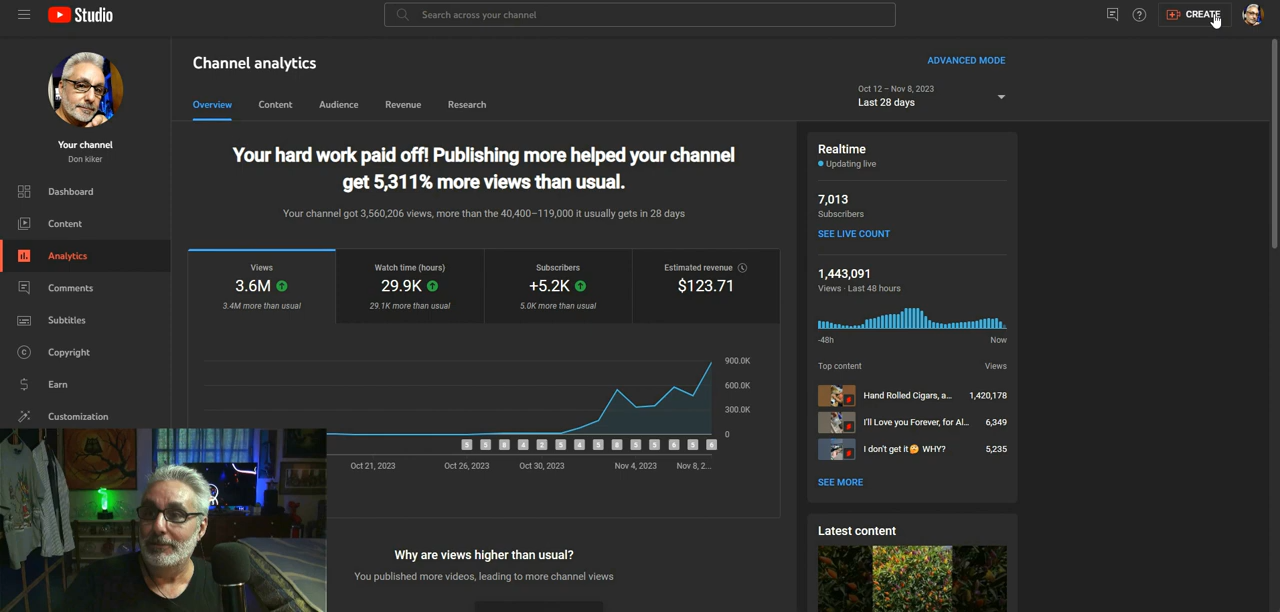 Studio
Search across your channel
CREATE
Your channel
Don kiker
Dashboard
Content
Analytics
Comments
Subtitles
Copyright
Earn
Customization
Channel analytics
ADVANCED MODE
Overview
Content
Audience
Revenue
Research
Oct 12 – Nov 8, 2023
Last 28 days
Your hard work paid off! Publishing more helped your channel
get 5,311% more views than usual.
Your channel got 3,560,206 views, more than the 40,400–119,000 it usually gets in 28 days
Views
3.6M
3.4M more than usual
Watch time (hours)
29.9K
29.1K more than usual
Subscribers
+5.2K
5.0K more than usual
Estimated revenue
$123.71
900.0K
600.0K
300.0K
0
Oct 21, 2023
Oct 26, 2023
Oct 30, 2023
Nov 4, 2023
Nov 8, 2...
Why are views higher than usual?
You published more videos, leading to more channel views
Realtime
Updating live
7,013
Subscribers
SEE LIVE COUNT
1,443,091
Views · Last 48 hours
-48h
Now
Top content
Views
Hand Rolled Cigars, a...
1,420,178
I'll Love you Forever, for Al...
6,349
I don't get it🤔 WHY?
5,235
SEE MORE
Latest content